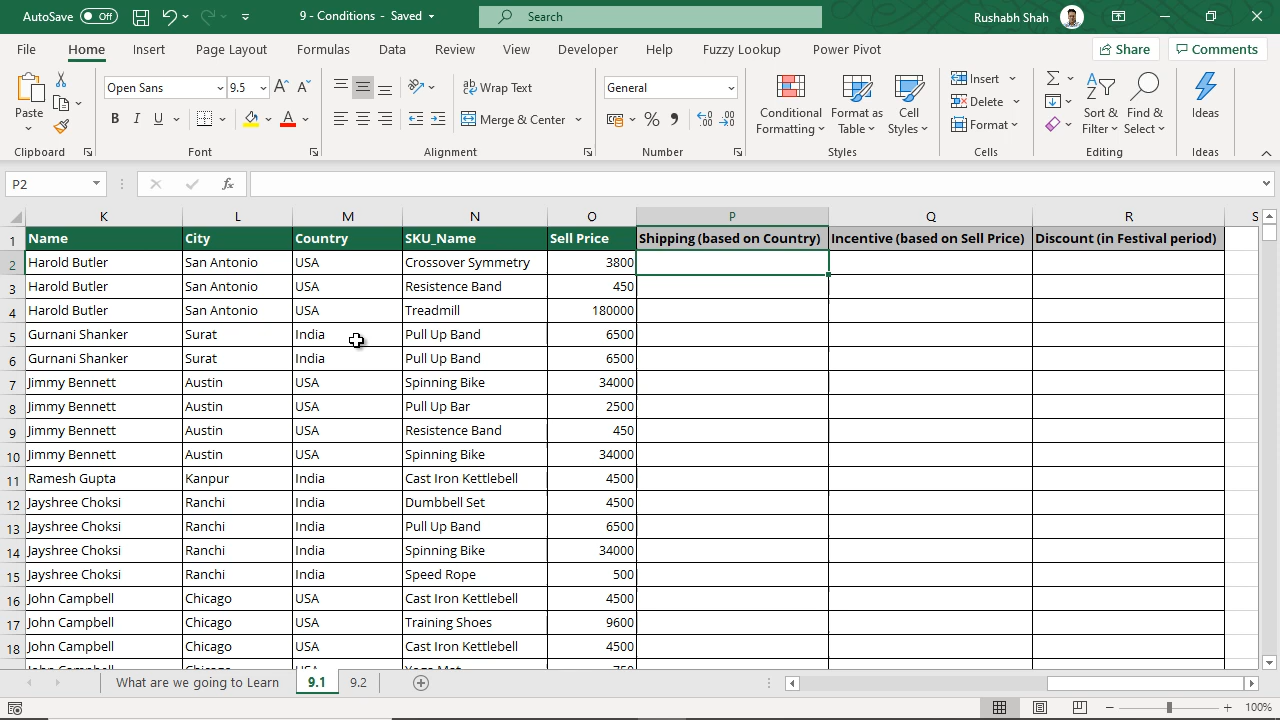 AutoSave Off 9 - Conditions - Saved Search Rushabh Shah
File Home Insert Page Layout Formulas Data Review View Developer Help Fuzzy Lookup Power Pivot Share Comments
Open Sans 9.5 Wrap Text General Insert
Paste B I U Merge & Center % Conditional Formatting Format as Table Cell Styles Delete Sort & Filter Find & Select Ideas
Format
Clipboard Font Alignment Number Styles Cells Editing Ideas
P2 fx
K L M N O P Q R S
1 Name City Country SKU_Name Sell Price Shipping (based on Country) Incentive (based on Sell Price) Discount (in Festival period)
2 Harold Butler San Antonio USA Crossover Symmetry 3800
3 Harold Butler San Antonio USA Resistence Band 450
4 Harold Butler San Antonio USA Treadmill 180000
5 Gurnani Shanker Surat India Pull Up Band 6500
6 Gurnani Shanker Surat India Pull Up Band 6500
7 Jimmy Bennett Austin USA Spinning Bike 34000
8 Jimmy Bennett Austin USA Pull Up Bar 2500
9 Jimmy Bennett Austin USA Resistence Band 450
10 Jimmy Bennett Austin USA Spinning Bike 34000
11 Ramesh Gupta Kanpur India Cast Iron Kettlebell 4500
12 Jayshree Choksi Ranchi India Dumbbell Set 4500
13 Jayshree Choksi Ranchi India Pull Up Band 6500
14 Jayshree Choksi Ranchi India Spinning Bike 34000
15 Jayshree Choksi Ranchi India Speed Rope 500
16 John Campbell Chicago USA Cast Iron Kettlebell 4500
17 John Campbell Chicago USA Training Shoes 9600
18 John Campbell Chicago USA Cast Iron Kettlebell 4500
What are we going to Learn 9.1 9.2
100%